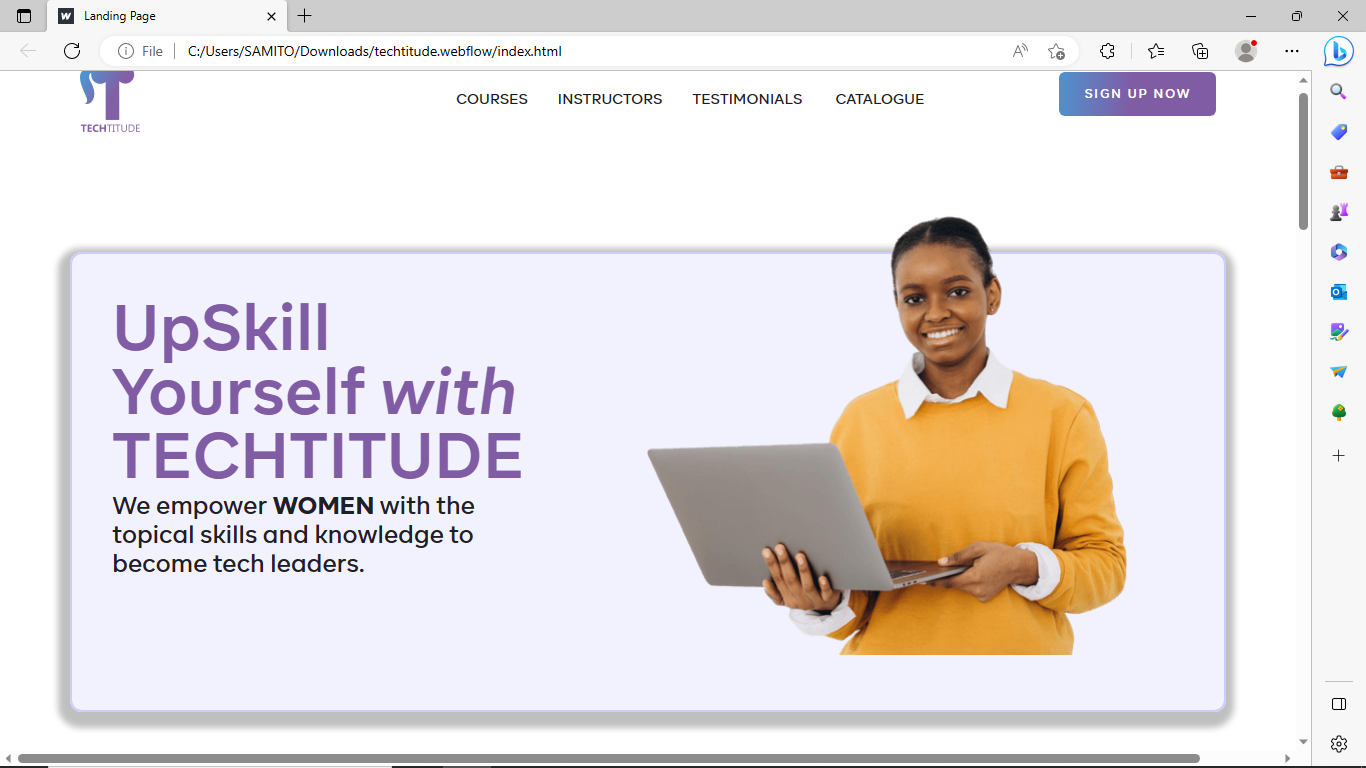 Landing Page
File
C:/Users/SAMITO/Downloads/techtitude.webflow/index.html
TECHTITUDE
COURSES
INSTRUCTORS
TESTIMONIALS
CATALOGUE
SIGN UP NOW
UpSkill
Yourself with
TECHTITUDE
We empower WOMEN with the
topical skills and knowledge to
become tech leaders.